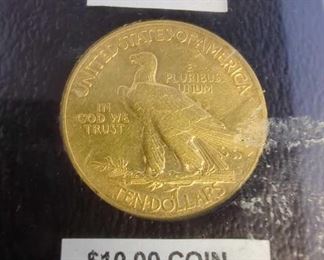 UNITED STATES OF AMERICA
E
PLURIBUS
UNUM
IN
GOD WE
TRUST
TEN·DOLLARS
$10.00 COIN